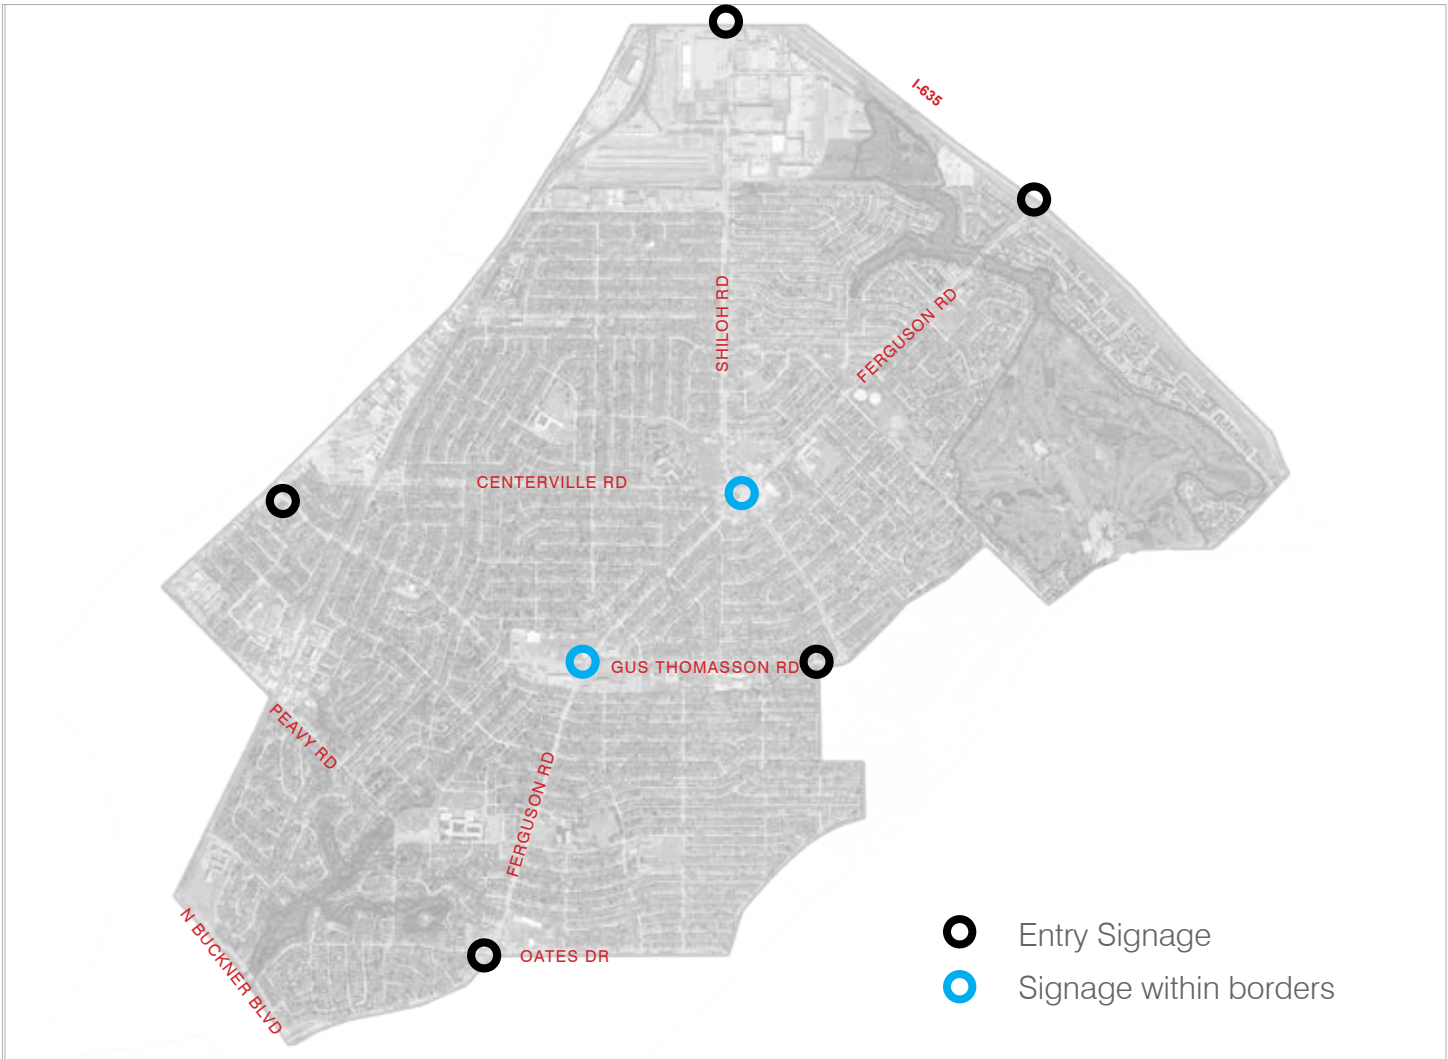 I-635
SHILOH RD
FERGUSON RD
CENTERVILLE RD
GUS THOMASSON RD
PEAVY RD
FERGUSON RD
N BUCKNER BLVD
OATES DR
Entry Signage
Signage within borders